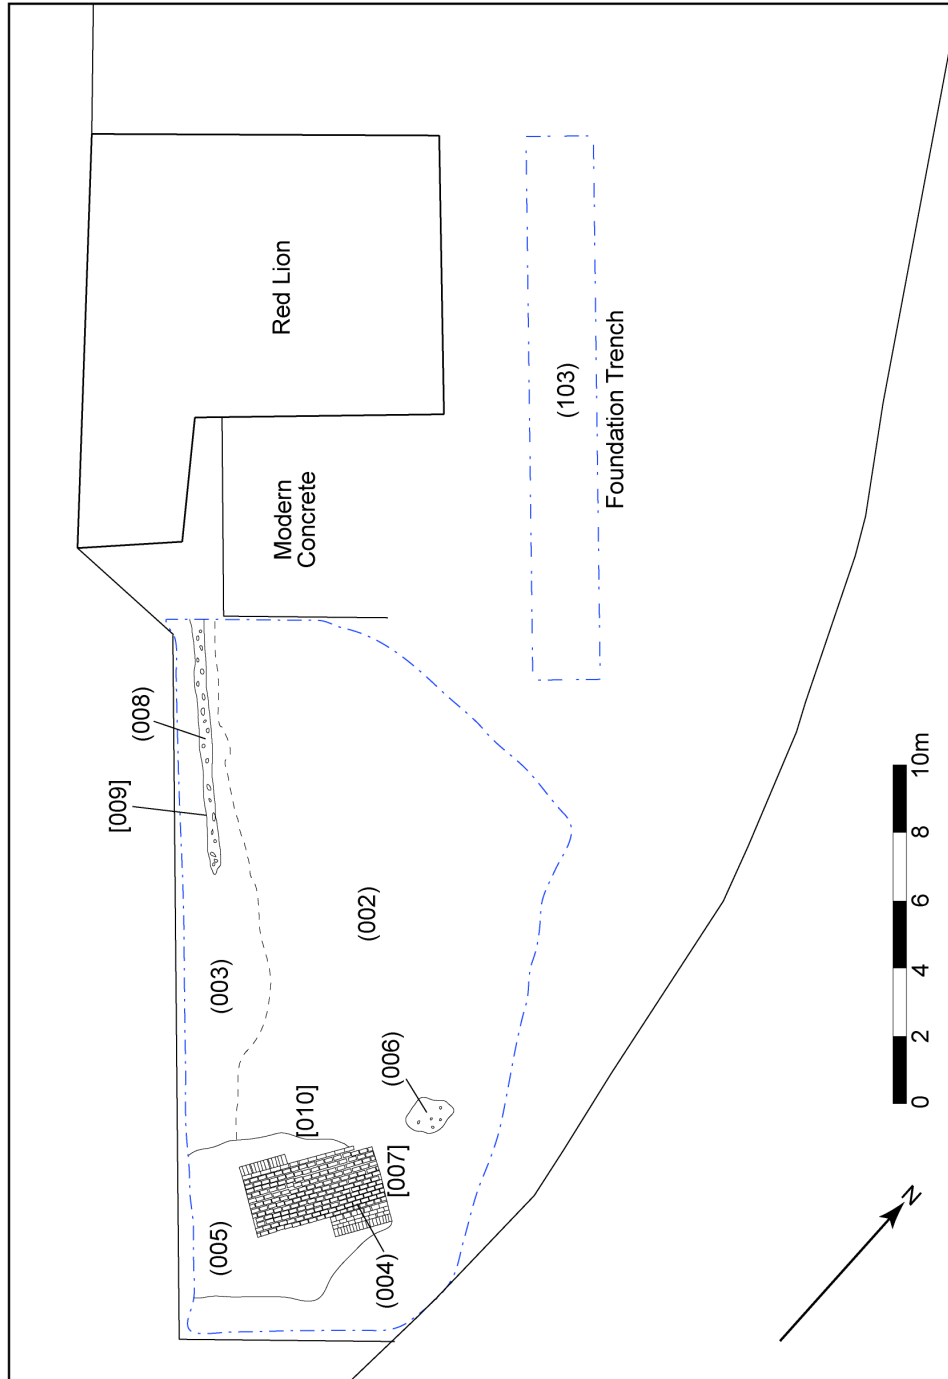 Red Lion
Modern
Concrete
(103)
Foundation Trench
(008)
[009]
(002)
(003)
(006)
[010]
[007]
(005)
(004)
0
2
4
6
8
10m
N